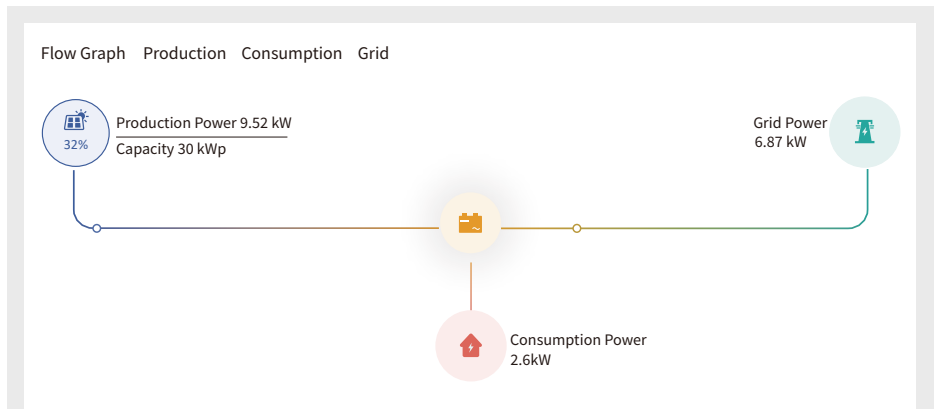 Flow Graph Production Consumption Grid
32%
Production Power 9.52 kW
Capacity 30 kWp
Grid Power
6.87 kW
Consumption Power
2.6kW